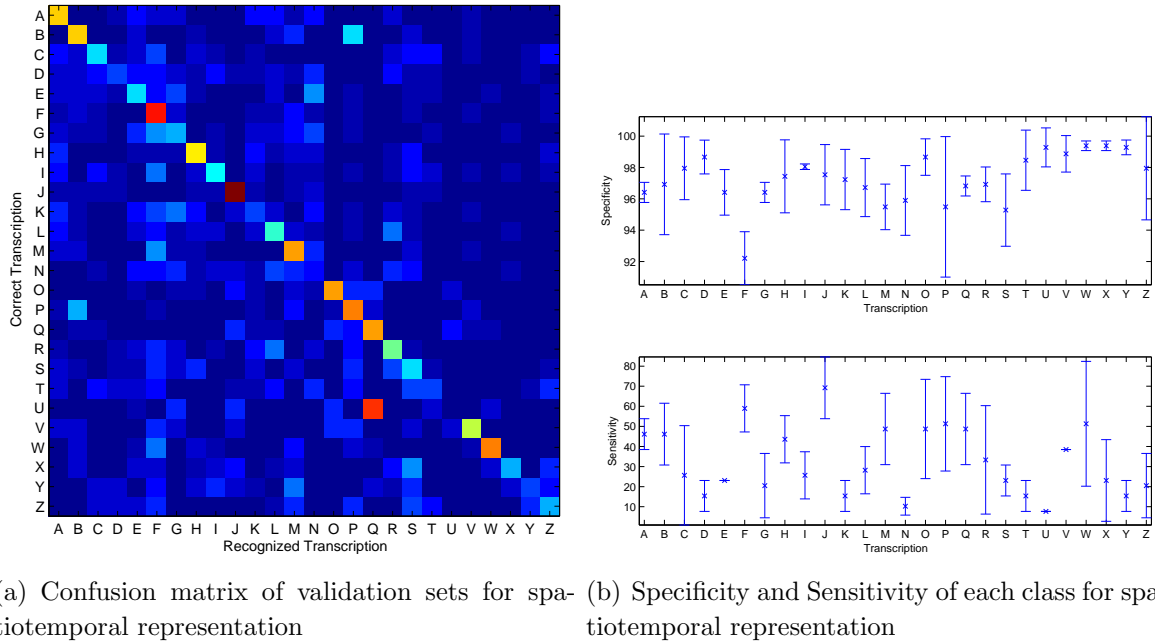 A
B
C
D
E
F
G
H
I
J
K
L
M
N
O
P
Q
R
S
T
U
V
W
X
Y
Z
Correct Transcription
A B C D E F G H I J K L M N O P Q R S T U V W X Y Z
Recognized Transcription
100
98
96
94
92
Specificity
A B C D E F G H I J K L M N O P Q R S T U V W X Y Z
Transcription
80
70
60
50
40
30
20
10
Sensitivity
A B C D E F G H I J K L M N O P Q R S T U V W X Y Z
Transcription
(a) Confusion matrix of validation sets for spa-
tiotemporal representation
(b) Specificity and Sensitivity of each class for spa
tiotemporal representation